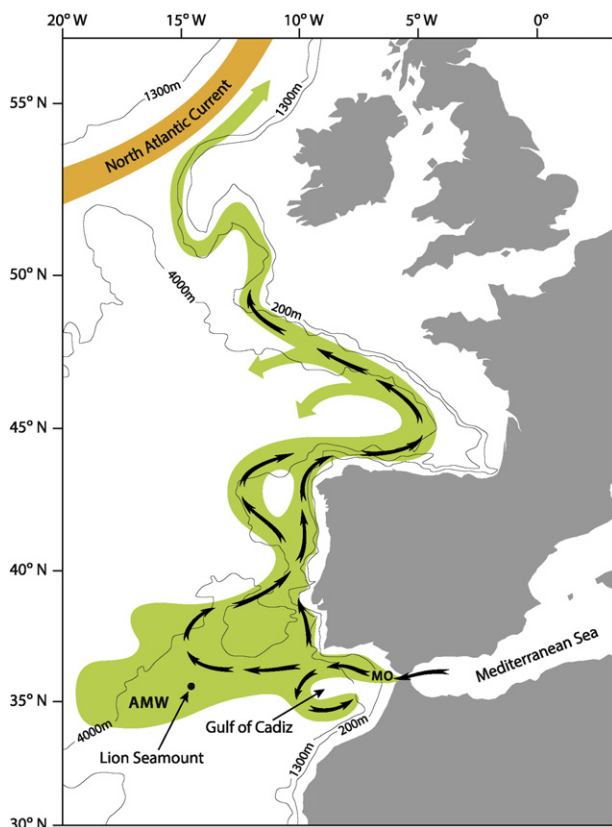 20° W
15° W
10° W
5° W
0°
55° N
50° N
45° N
40° N
35° N
30° N
1300m
North Atlantic Current
1300m
4000m
200m
Mediterranean Sea
MO
AMW
Gulf of Cadiz
4000m
Lion Seamount
1300m
200m